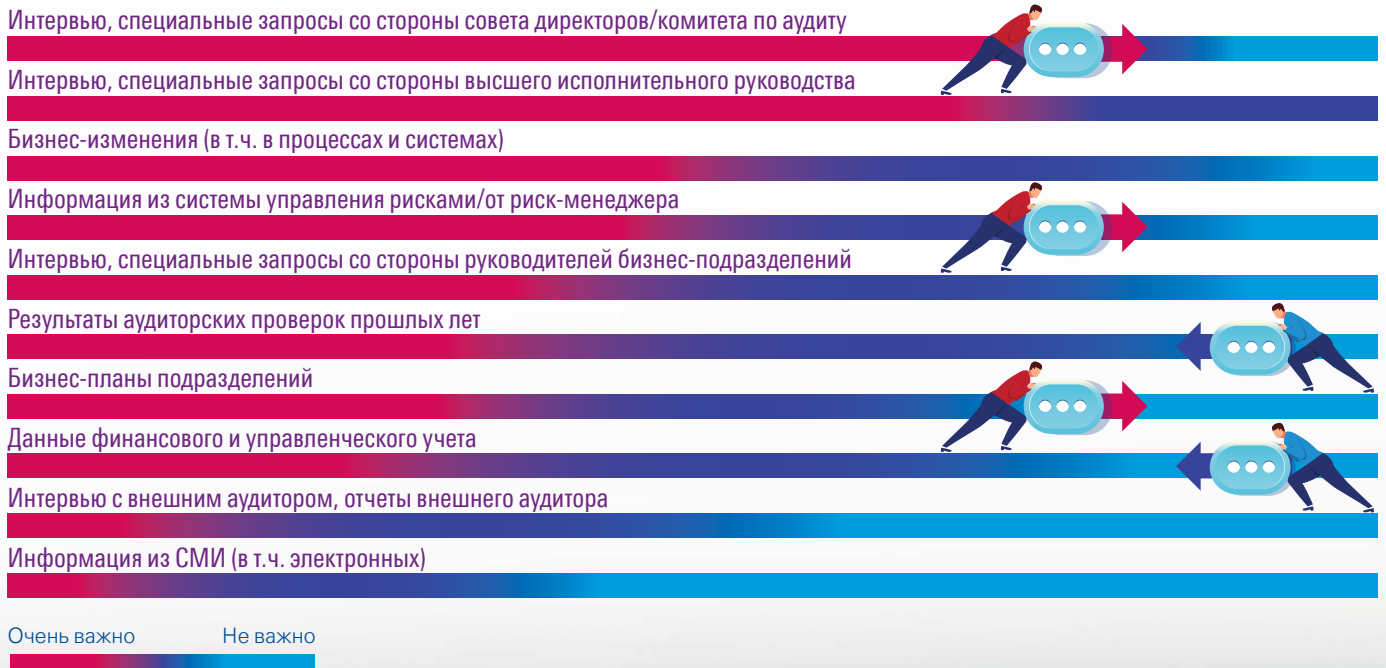 Интервью, специальные запросы со стороны совета директоров/комитета по аудиту
Интервью, специальные запросы со стороны высшего исполнительного руководства
Бизнес-изменения (в т.ч. в процессах и системах)
Информация из системы управления рисками/от риск-менеджера
Интервью, специальные запросы со стороны руководителей бизнес-подразделений
Результаты аудиторских проверок прошлых лет
Бизнес-планы подразделений
Данные финансового и управленческого учета
Интервью с внешним аудитором, отчеты внешнего аудитора
Информация из СМИ (в т.ч. электронных)
Очень важно Не важно